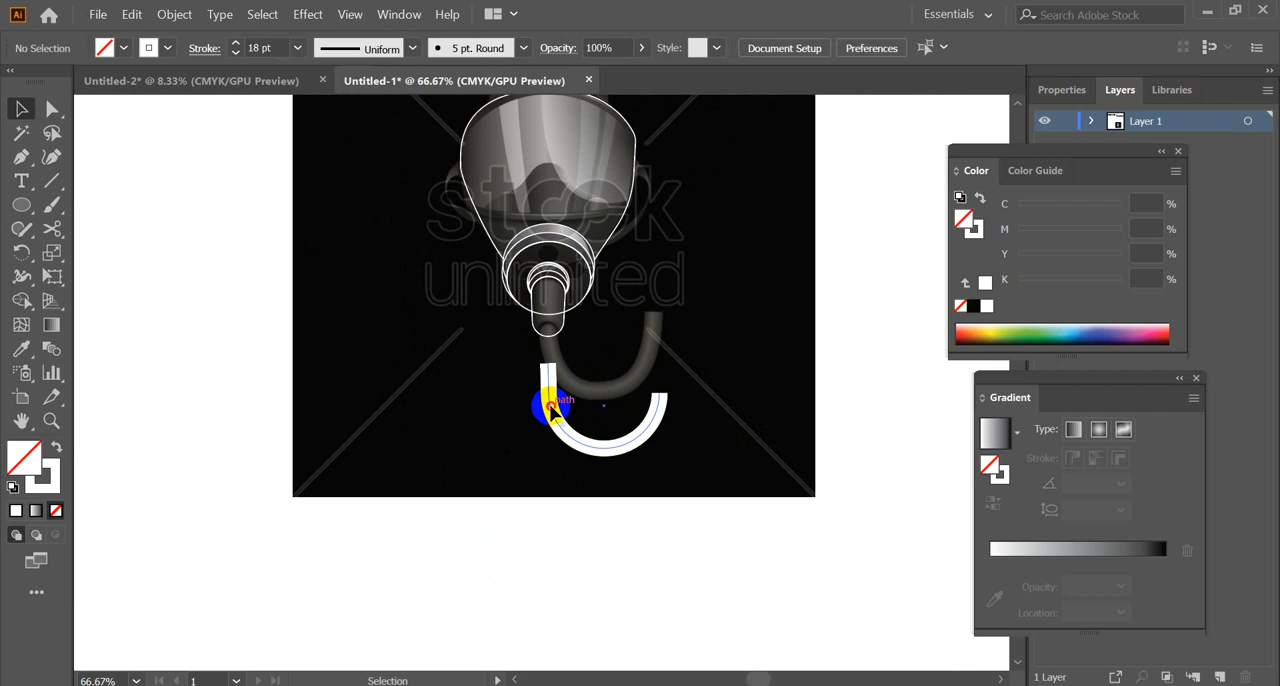 Ai File Edit Object Type Select Effect View Window Help Essentials Search Adobe Stock
No Selection Stroke: 18 pt Uniform 5 pt. Round Opacity: 100% Style: Document Setup Preferences
Untitled-2* @ 8.33% (CMYK/GPU Preview) Untitled-1* @ 66.67% (CMYK/GPU Preview)
Properties Layers Libraries
Layer 1
Color Color Guide
C %
M %
Y %
K %
stock
unlimited
path
Gradient
Type:
Stroke:
Opacity:
Location:
66.67% 1 Selection
1 Layer